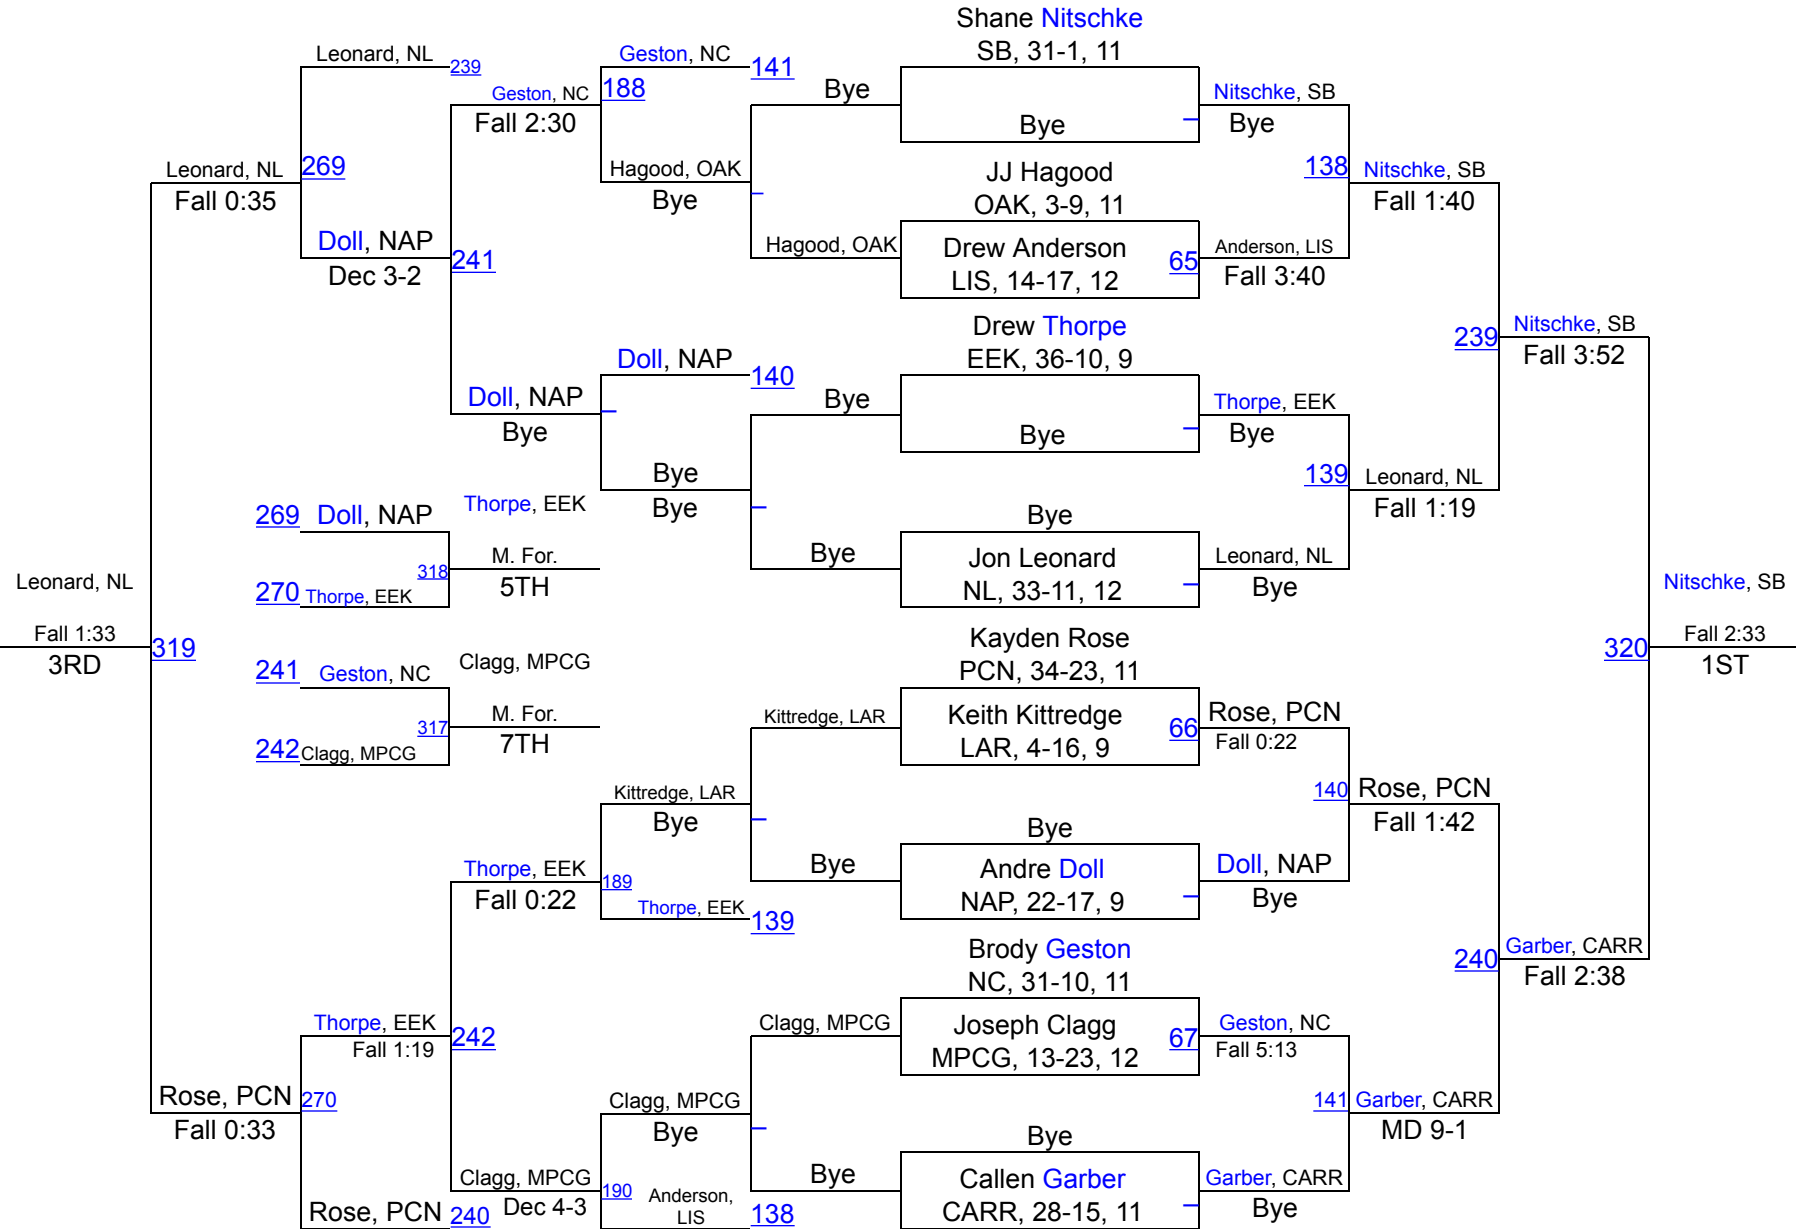 Shane Nitschke
SB, 31-1, 11
Leonard, NL
239
Geston, NC
141
Geston, NC
188
Bye
Nitschke, SB
Fall 2:30
Bye
Bye
Leonard, NL
269
Hagood, OAK
JJ Hagood
138
Nitschke, SB
Fall 0:35
Bye
OAK, 3-9, 11
Fall 1:40
Doll, NAP
241
Hagood, OAK
Drew Anderson
65
Anderson, LIS
Dec 3-2
LIS, 14-17, 12
Fall 3:40
Drew Thorpe
239
Nitschke, SB
Doll, NAP
140
EEK, 36-10, 9
Fall 3:52
Doll, NAP
Bye
Thorpe, EEK
Bye
Bye
Bye
Bye
139
Leonard, NL
269
Doll, NAP
Thorpe, EEK
Bye
Bye
Fall 1:19
M. For.
Bye
Jon Leonard
Leonard, NL
318
5TH
NL, 33-11, 12
Bye
Leonard, NL
270
Thorpe, EEK
Nitschke, SB
Fall 1:33
319
Kayden Rose
320
Fall 2:33
3RD
241
Geston, NC
Clagg, MPCG
PCN, 34-23, 11
1ST
M. For.
Kittredge, LAR
Keith Kittredge
66
Rose, PCN
317
7TH
LAR, 4-16, 9
Fall 0:22
242
Clagg, MPCG
Kittredge, LAR
140
Rose, PCN
Bye
Bye
Fall 1:42
Thorpe, EEK
189
Bye
Andre Doll
Doll, NAP
Fall 0:22
Thorpe, EEK
139
NAP, 22-17, 9
Bye
Brody Geston
240
Garber, CARR
NC, 31-10, 11
Fall 2:38
Thorpe, EEK
242
Clagg, MPCG
Joseph Clagg
67
Geston, NC
Fall 1:19
MPCG, 13-23, 12
Fall 5:13
Rose, PCN
270
Clagg, MPCG
141
Garber, CARR
Fall 0:33
Bye
Bye
MD 9-1
Clagg, MPCG
190
Anderson,
LIS
Bye
Callen Garber
Garber, CARR
Rose, PCN
240
Dec 4-3
138
CARR, 28-15, 11
Bye